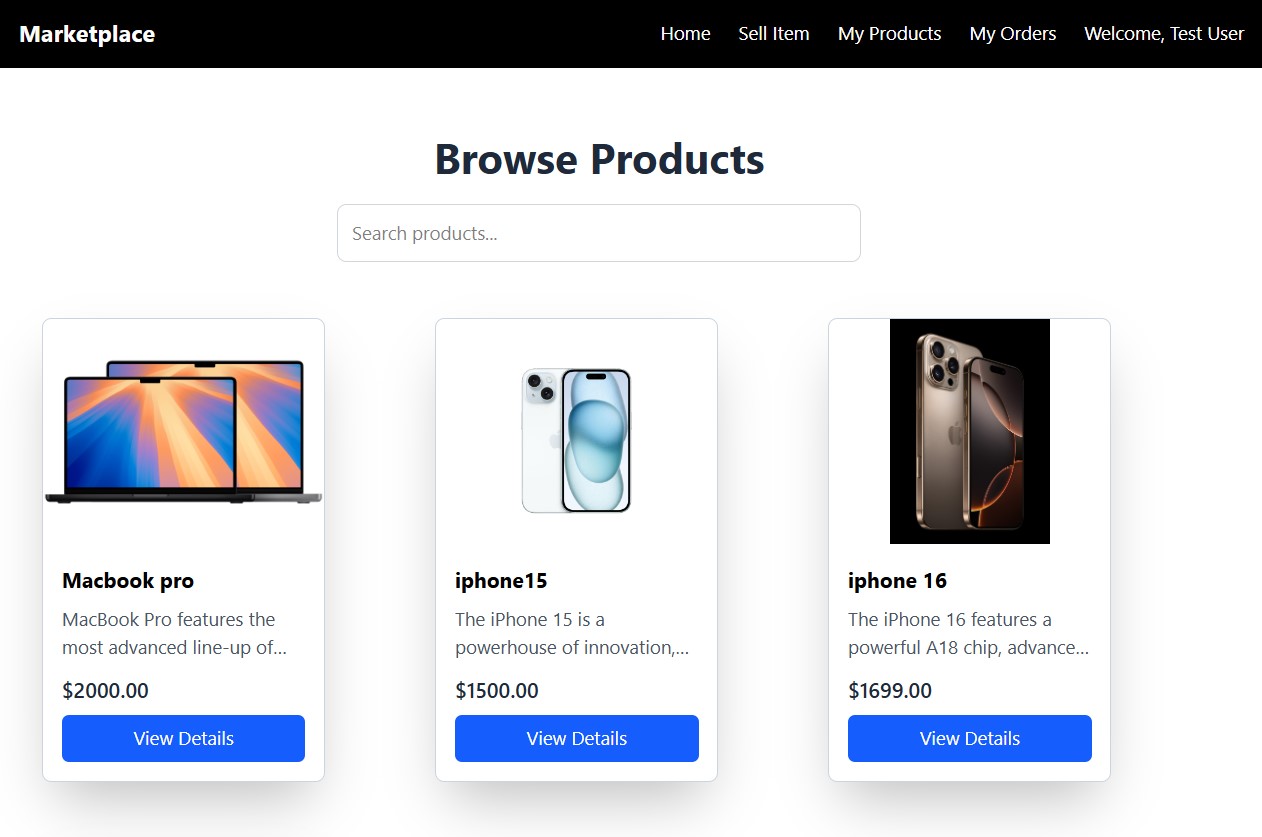 Marketplace
Home Sell Item My Products My Orders Welcome, Test User
Browse Products
Search products...
Macbook pro
MacBook Pro features the
most advanced line-up of...
$2000.00
View Details
iphone15
The iPhone 15 is a
powerhouse of innovation,...
$1500.00
View Details
iphone 16
The iPhone 16 features a
powerful A18 chip, advance...
$1699.00
View Details